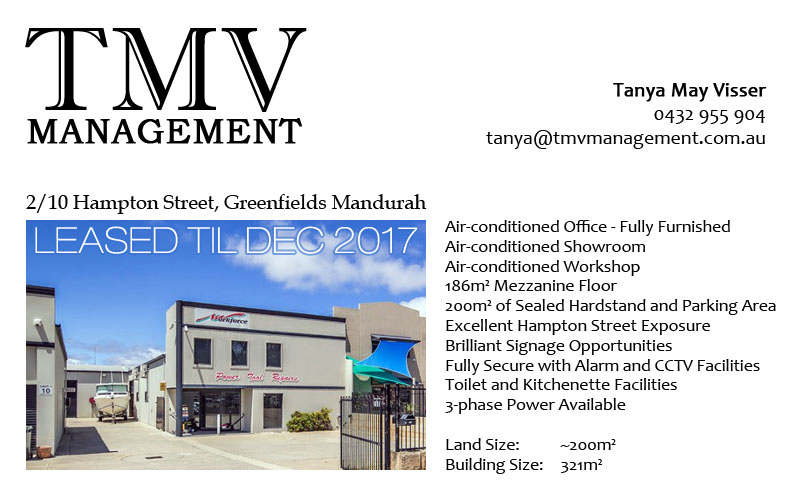 TMV
MANAGEMENT
Tanya May Visser
0432 955 904
tanya@tmvmanagement.com.au
2/10 Hampton Street, Greenfields Mandurah
LEASED TIL DEC 2017
Power Tool Repairs
10
Air-conditioned Office - Fully Furnished
Air-conditioned Showroom
Air-conditioned Workshop
186m² Mezzanine Floor
200m² of Sealed Hardstand and Parking Area
Excellent Hampton Street Exposure
Brilliant Signage Opportunities
Fully Secure with Alarm and CCTV Facilities
Toilet and Kitchenette Facilities
3-phase Power Available
Land Size: ~200m²
Building Size: 321m²